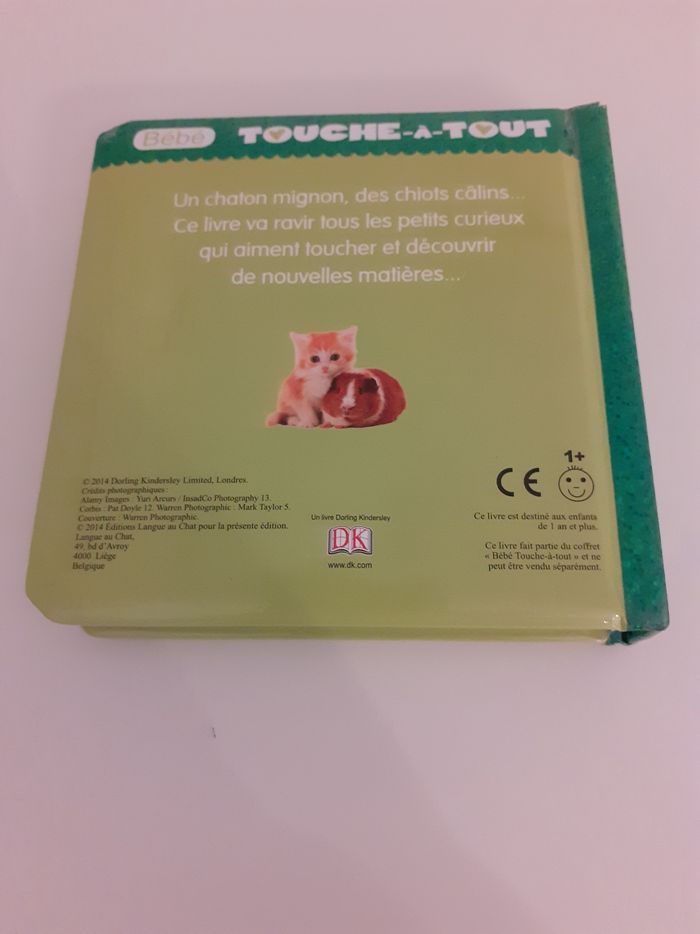 Bébé TOUCHE-À-TOUT
Un chaton mignon, des chiots câlins...
Ce livre va ravir tous les petits curieux
qui aiment toucher et découvrir
de nouvelles matières...
© 2014 Dorling Kindersley Limited, Londres.
Crédits photographiques :
Alamy Images : Yuri Arcurs / InsadCo Photography 13.
Corbis : Pat Doyle 12. Warren Photographic : Mark Taylor 5.
Couverture : Warren Photographic.
© 2014 Éditions Langue au Chat pour la présente édition.
Langue au Chat,
49, bd d'Avroy
4000 Liège
Belgique
Un livre Dorling Kindersley
DK
www.dk.com
CE
1+
Ce livre est destiné aux enfants
de 1 an et plus.
Ce livre fait partie du coffret
« Bébé Touche-à-tout » et ne
peut être vendu séparément.